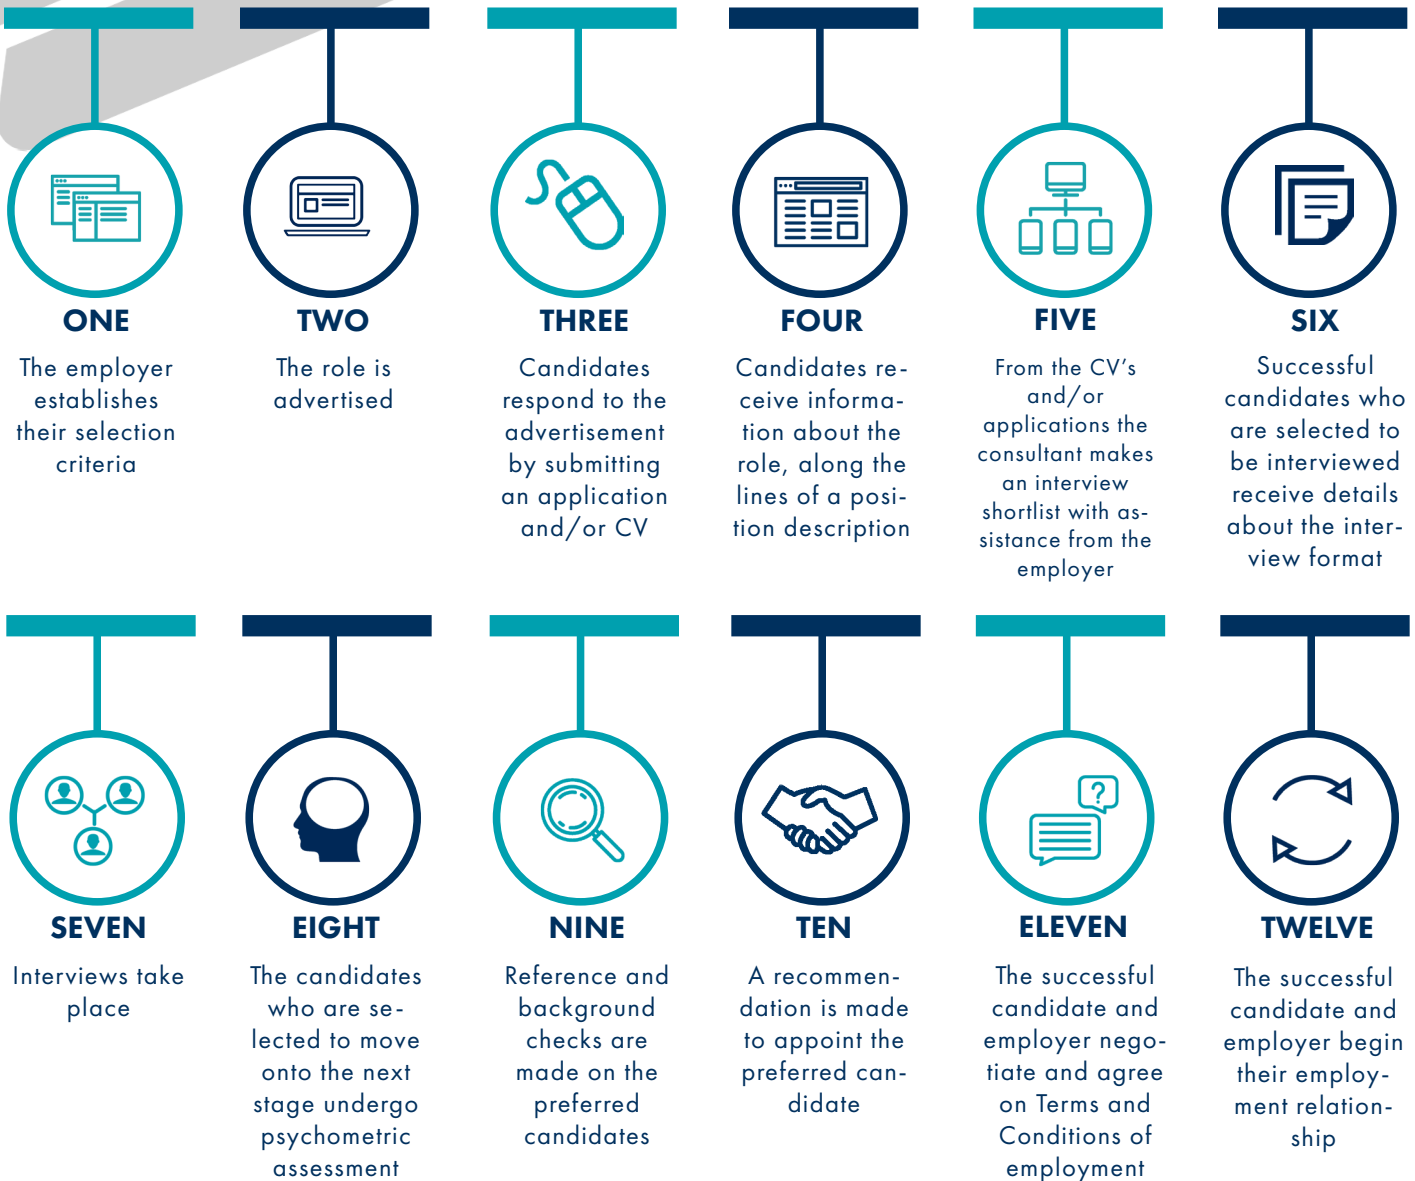 ONE
The employer
establishes
their selection
criteria
TWO
The role is
advertised
THREE
Candidates
respond to the
advertisement
by submitting
an application
and/or CV
FOUR
Candidates re-
ceive informa-
tion about the
role, along the
lines of a posi-
tion description
FIVE
From the CV's
and/or
applications the
consultant makes
an interview
shortlist with as-
sistance from the
employer
SIX
Successful
candidates who
are selected to
be interviewed
receive details
about the inter-
view format
SEVEN
Interviews take
place
EIGHT
The candidates
who are se-
lected to move
onto the next
stage undergo
psychometric
assessment
NINE
Reference and
background
checks are
made on the
preferred
candidates
TEN
A recommen-
dation is made
to appoint the
preferred can-
didate
?
ELEVEN
The successful
candidate and
employer nego-
tiate and agree
on Terms and
Conditions of
employment
TWELVE
The successful
candidate and
employer begin
their employ-
ment relation-
ship